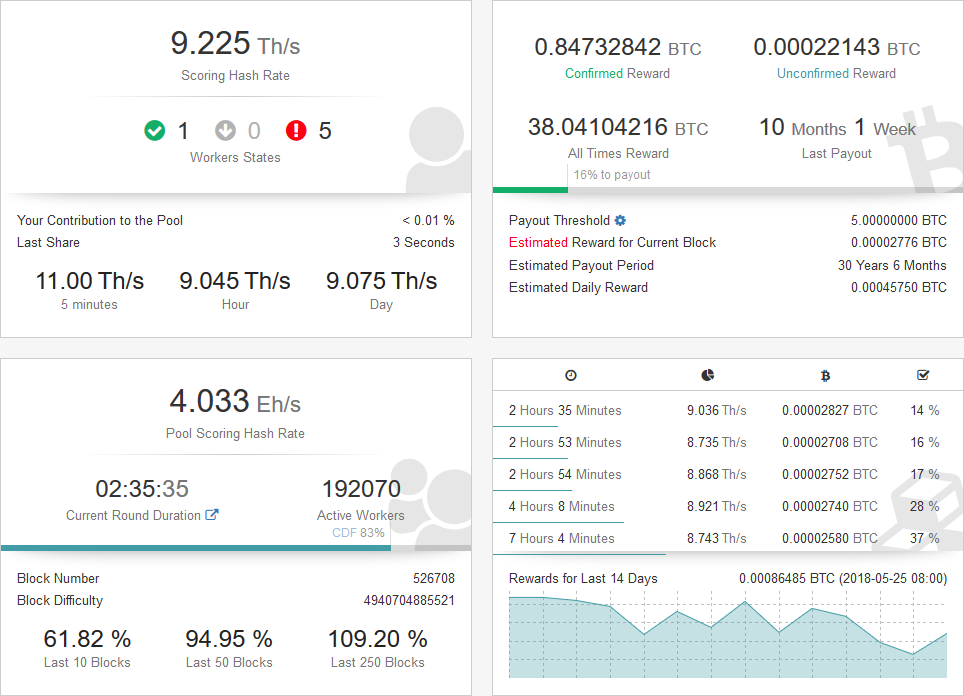 9.225 Th/s
Scoring Hash Rate
1 0 5
Workers States
Your Contribution to the Pool < 0.01 %
Last Share 3 Seconds
11.00 Th/s 9.045 Th/s 9.075 Th/s
5 minutes Hour Day
0.84732842 BTC 0.00022143 BTC
Confirmed Reward Unconfirmed Reward
38.04104216 BTC 10 Months 1 Week
All Times Reward Last Payout
16% to payout
Payout Threshold 5.00000000 BTC
Estimated Reward for Current Block 0.00002776 BTC
Estimated Payout Period 30 Years 6 Months
Estimated Daily Reward 0.00045750 BTC
4.033 Eh/s
Pool Scoring Hash Rate
02:35:35 192070
Current Round Duration Active Workers
CDF 83%
Block Number 526708
Block Difficulty 4940704885521
61.82 % 94.95 % 109.20 %
Last 10 Blocks Last 50 Blocks Last 250 Blocks
2 Hours 35 Minutes 9.036 Th/s 0.00002827 BTC 14 %
2 Hours 53 Minutes 8.735 Th/s 0.00002708 BTC 16 %
2 Hours 54 Minutes 8.868 Th/s 0.00002752 BTC 17 %
4 Hours 8 Minutes 8.921 Th/s 0.00002740 BTC 28 %
7 Hours 4 Minutes 8.743 Th/s 0.00002580 BTC 37 %
Rewards for Last 14 Days 0.00086485 BTC (2018-05-25 08:00)